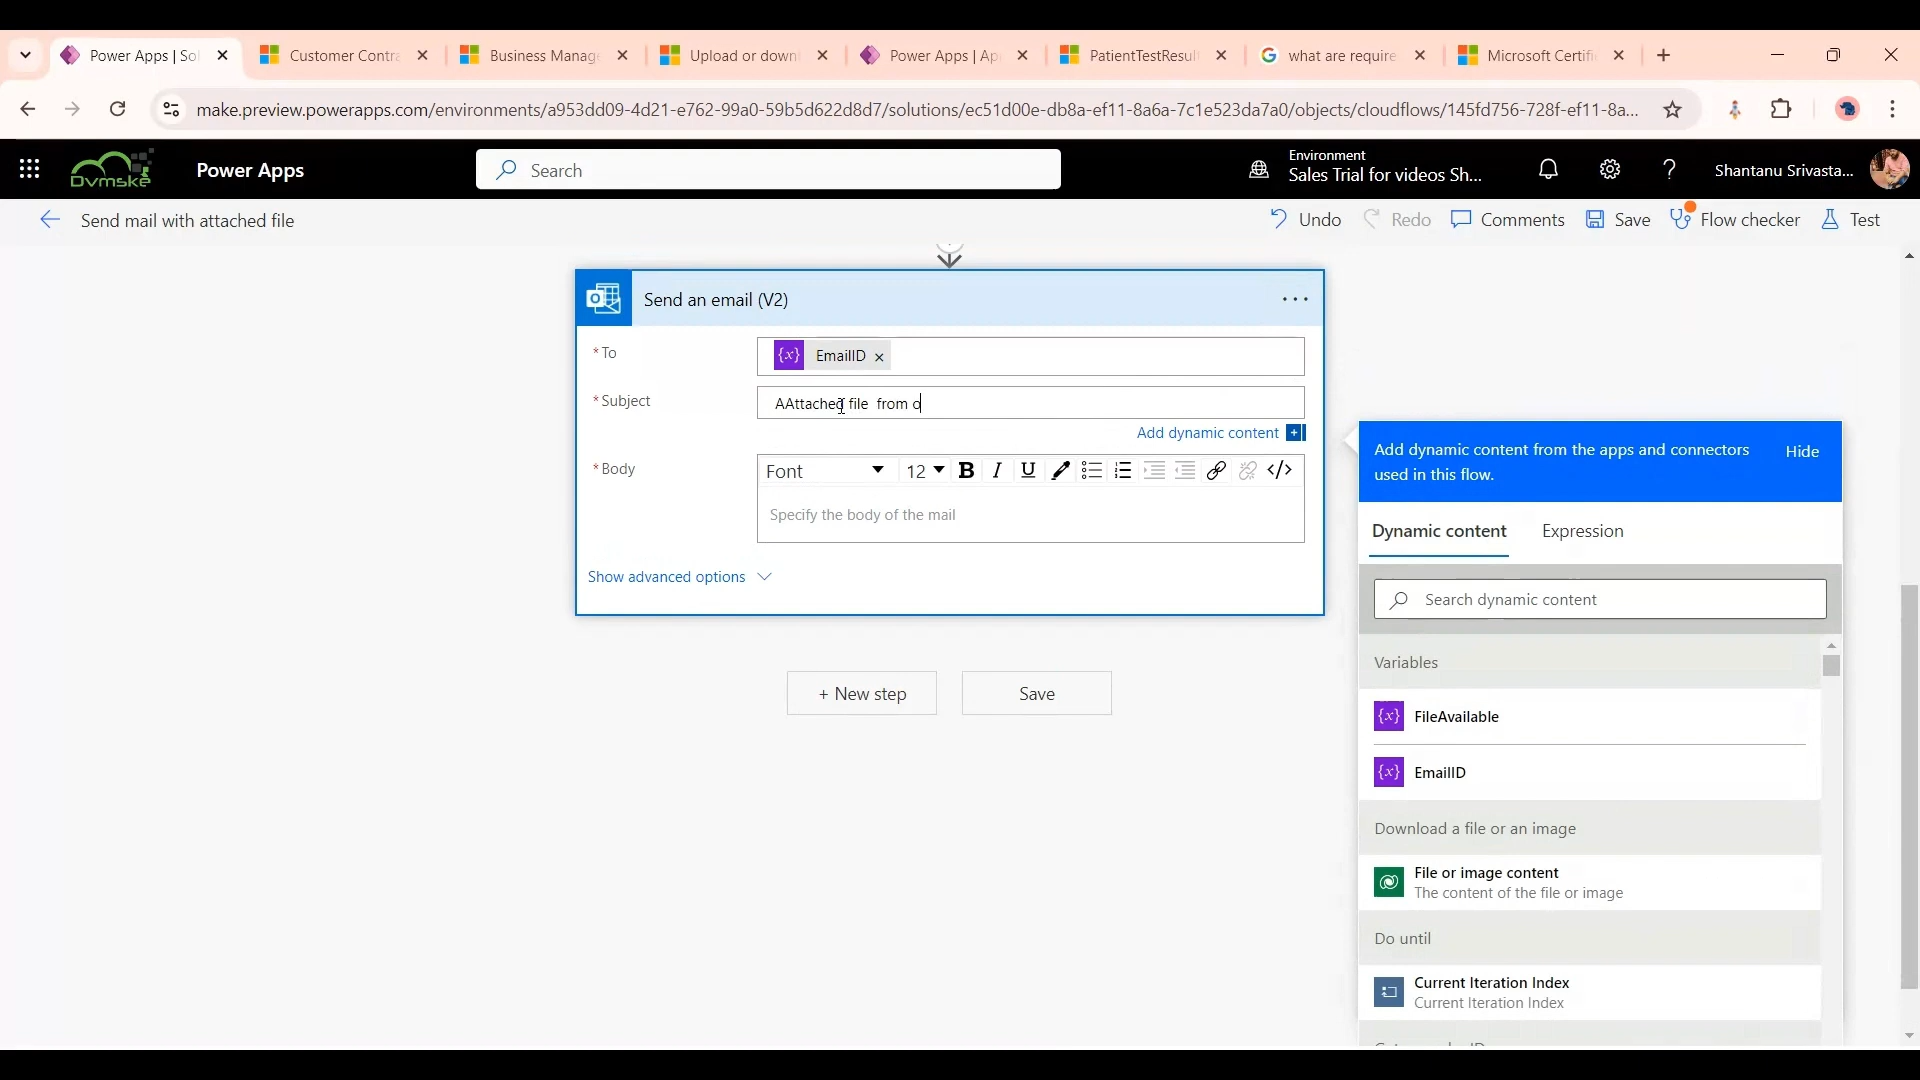 Power Apps | Sol
Customer Contra
Business Manage
Upload or downl
Power Apps | Ap
PatientTestResult
what are require
Microsoft Certifi
make.preview.powerapps.com/environments/a953dd09-4d21-e762-99a0-59b5d622d8d7/solutions/ec51d00e-db8a-ef11-8a6a-7c1e523da7a0/objects/cloudflows/145fd756-728f-ef11-8a...
Dvmske
Power Apps
Search
Environment
Sales Trial for videos Sh...
Shantanu Srivasta...
Send mail with attached file
Undo
Redo
Comments
Save
Flow checker
Test
Send an email (V2)
* To
{x} EmailID ×
* Subject
AAttached file  from o
Add dynamic content
* Body
Font
12
B I U </>
Specify the body of the mail
Show advanced options
+ New step
Save
Add dynamic content from the apps and connectors
used in this flow.
Hide
Dynamic content
Expression
Search dynamic content
Variables
{x} FileAvailable
{x} EmailID
Download a file or an image
File or image content
The content of the file or image
Do until
Current Iteration Index
Current Iteration Index